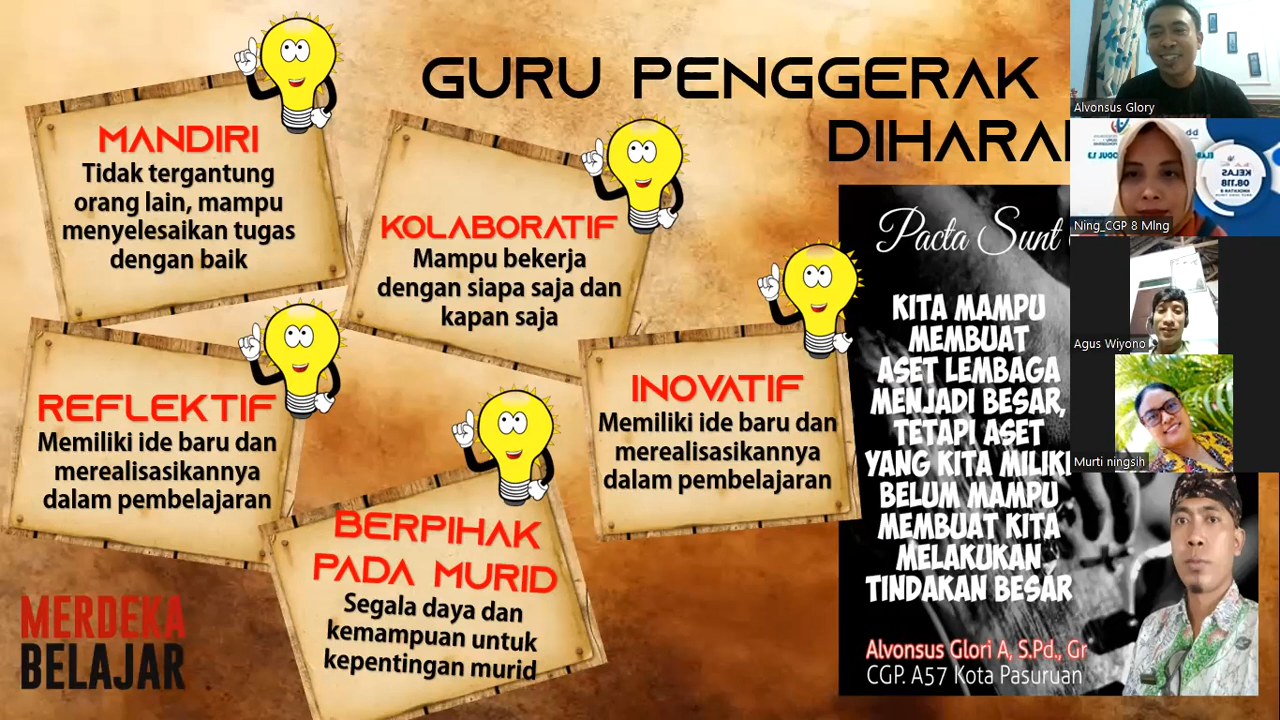 GURU PENGGERAK
MANDIRI
Tidak tergantung
orang lain, mampu
menyelesaikan tugas
dengan baik
KOLABORATIF
Mampu bekerja
dengan siapa saja dan
kapan saja
REFLEKTIF
Memiliki ide baru dan
merealisasikannya
dalam pembelajaran
INOVATIF
Memiliki ide baru dan
merealisasikannya
dalam pembelajaran
BERPIHAK
PADA MURID
Segala daya dan
kemampuan untuk
kepentingan murid
MERDEKA
BELAJAR
Pacta Sunt
KITA MAMPU
MEMBUAT
ASET LEMBAGA
MENJADI BESAR,
TETAPI ASET
YANG KITA MILIKI
BELUM MAMPU
MEMBUAT KITA
MELAKUKAN
TINDAKAN BESAR
Alvonsus Glori A, S.Pd., Gr
CGP. A57 Kota Pasuruan
Alvonsus Glory
KELAS
08.118
Ning_CGP 8 Mlng
Agus Wiyono
Murti ningsih